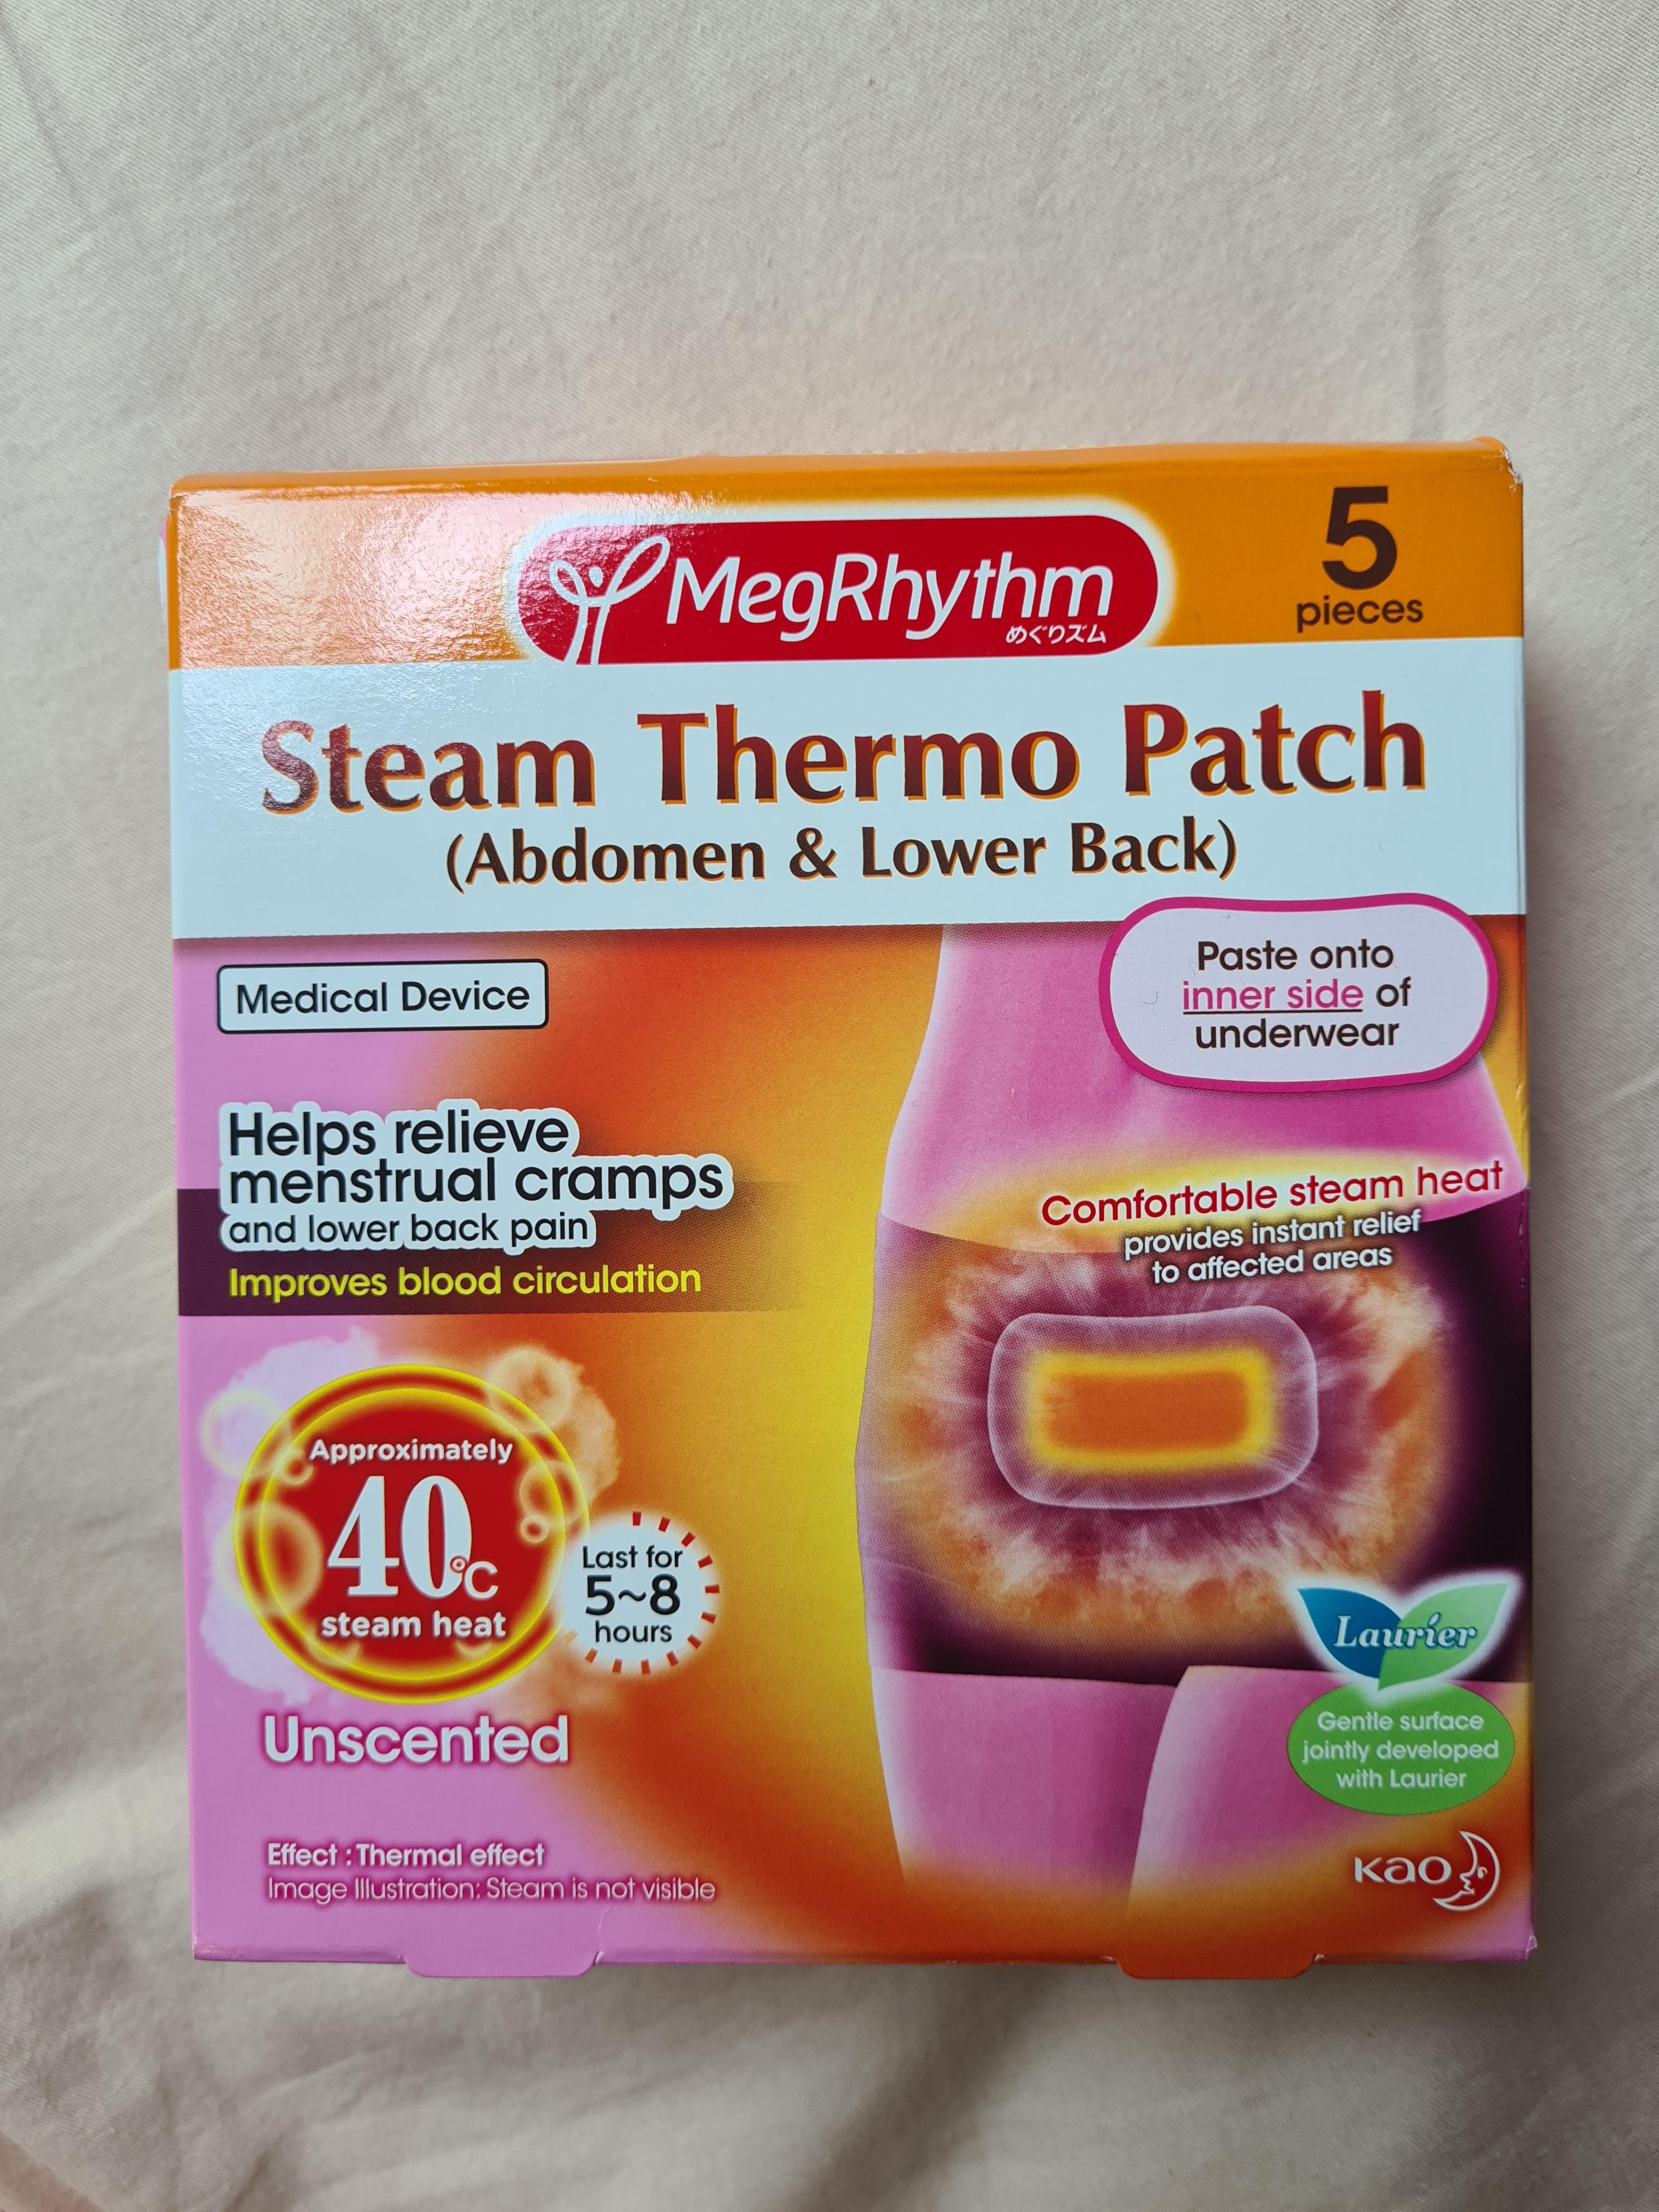 MegRhythm
めぐりズム
5
pieces
Steam Thermo Patch
(Abdomen & Lower Back)
Medical Device
Paste onto
inner side of
underwear
Helps relieve
menstrual cramps
and lower back pain
Improves blood circulation
Comfortable steam heat
provides instant relief
to affected areas
Approximately
40℃
steam heat
Last for
5~8
hours
Unscented
Laurier
Gentle surface
jointly developed
with Laurier
Effect : Thermal effect
Image Illustration; Steam is not visible
Kao